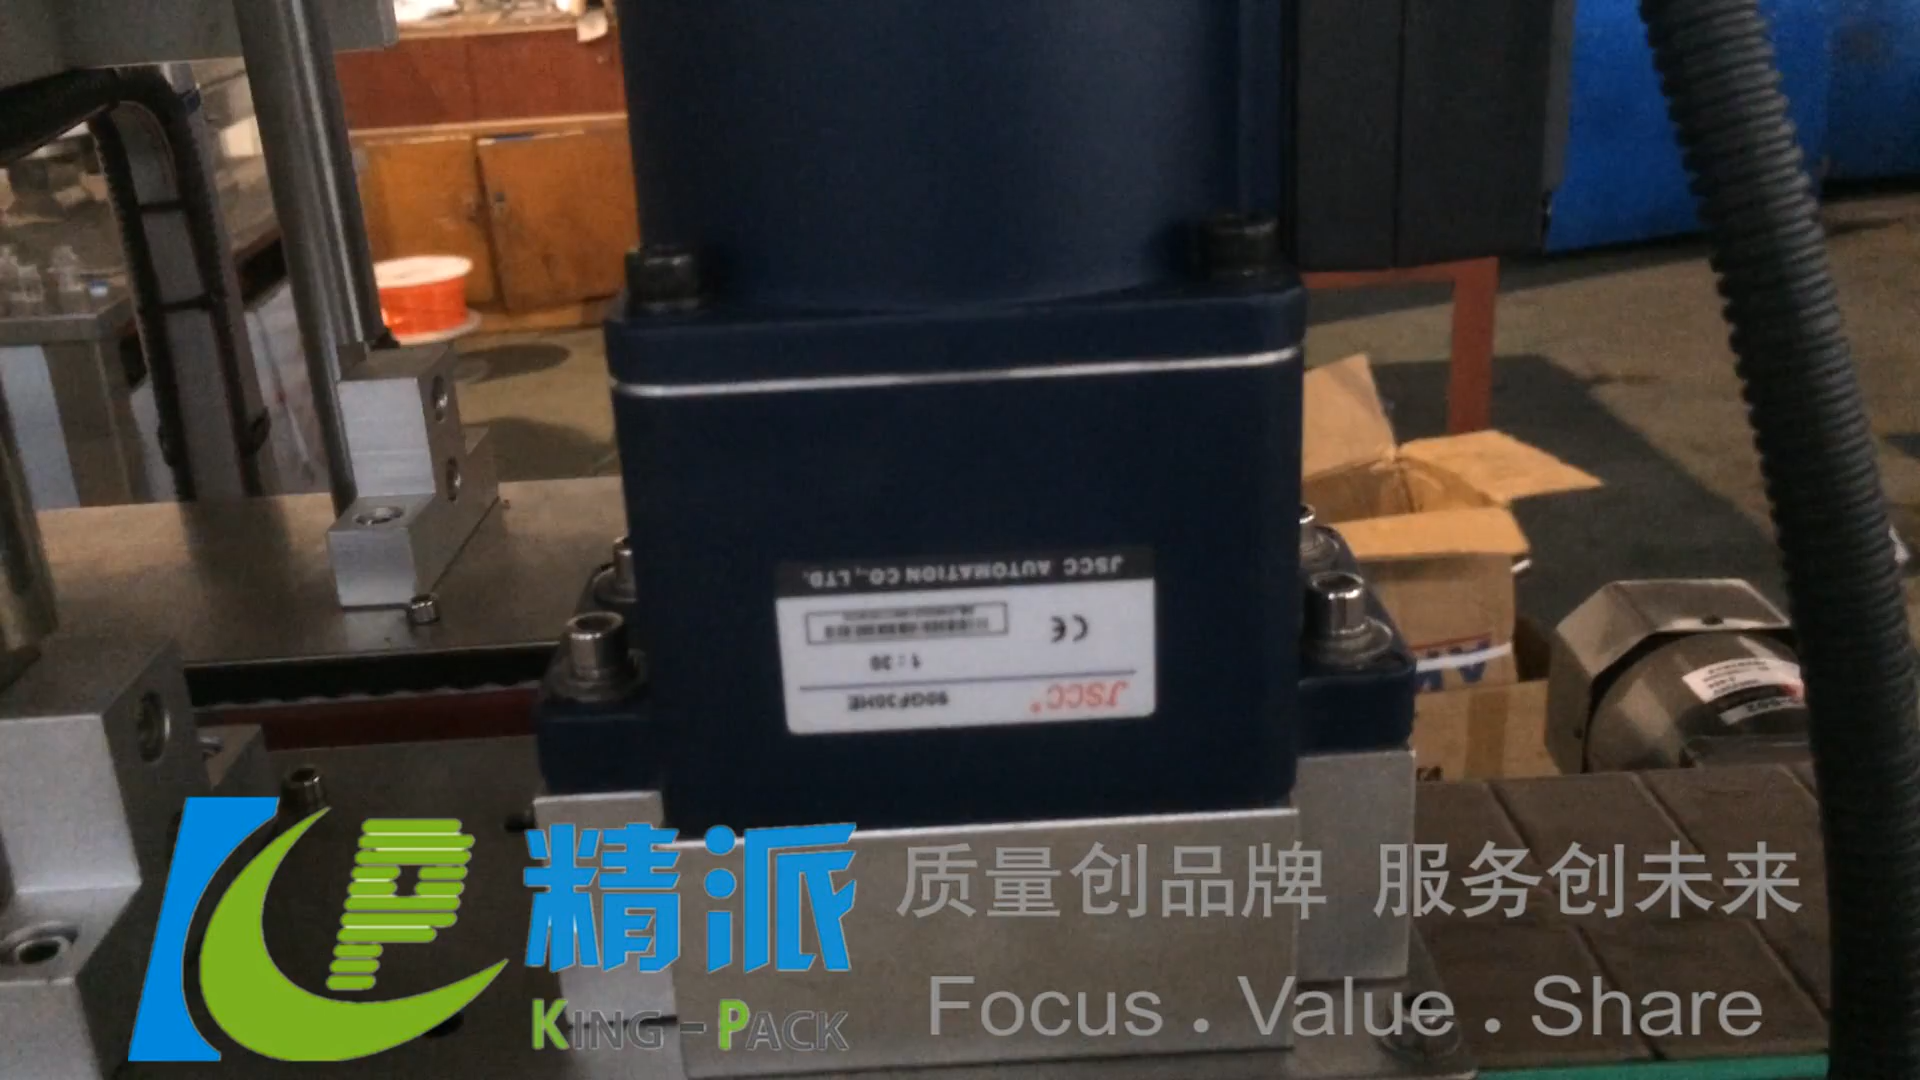 JSCC AUTOMATION CO., LTD.
1:30
JSCC® 90GF30HE
精派
KING-PACK
质量创品牌 服务创未来
Focus . Value . Share